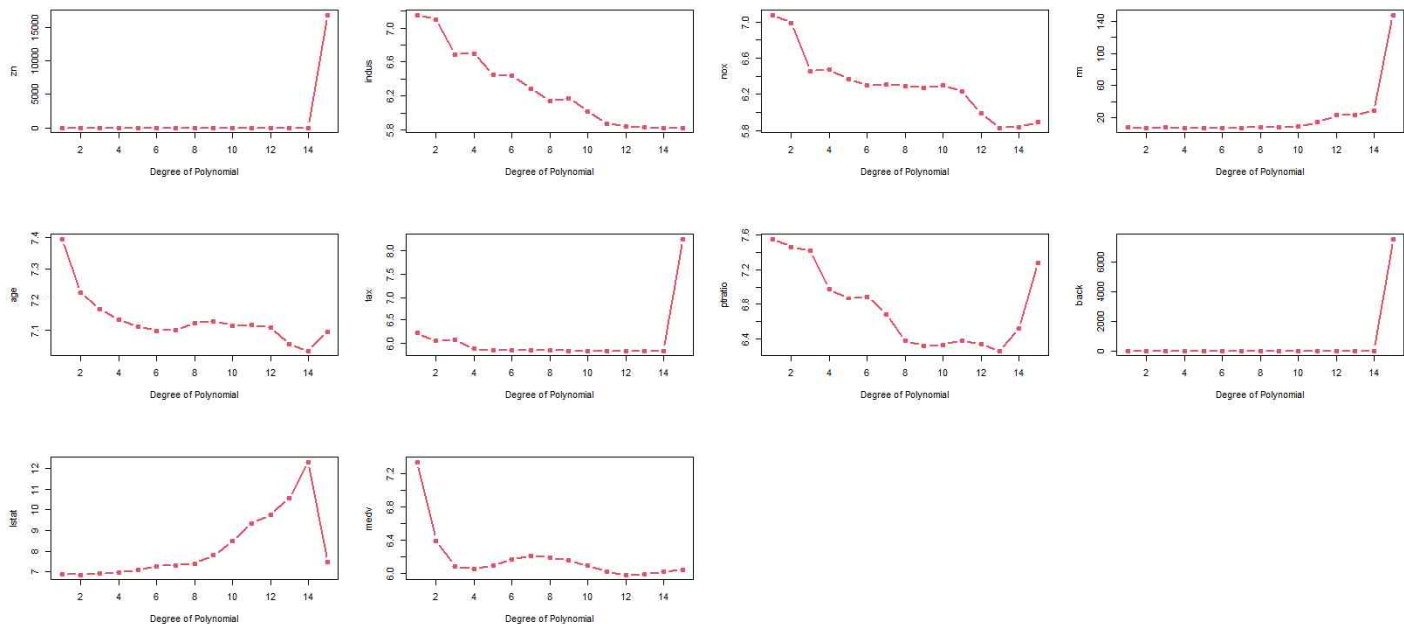 zn
15000
10000
5000
0
2 4 6 8 10 12 14
Degree of Polynomial
indus
7.0
6.6
6.2
5.8
2 4 6 8 10 12 14
Degree of Polynomial
nox
7.0
6.6
6.2
5.8
2 4 6 8 10 12 14
Degree of Polynomial
rm
140
100
60
20
2 4 6 8 10 12 14
Degree of Polynomial
age
7.4
7.3
7.2
7.1
2 4 6 8 10 12 14
Degree of Polynomial
tax
8.0
7.5
7.0
6.5
6.0
2 4 6 8 10 12 14
Degree of Polynomial
ptratio
7.6
7.2
6.8
6.4
2 4 6 8 10 12 14
Degree of Polynomial
black
6000
4000
2000
0
2 4 6 8 10 12 14
Degree of Polynomial
lstat
12
11
10
9
8
7
2 4 6 8 10 12 14
Degree of Polynomial
medv
7.2
6.8
6.4
6.0
2 4 6 8 10 12 14
Degree of Polynomial